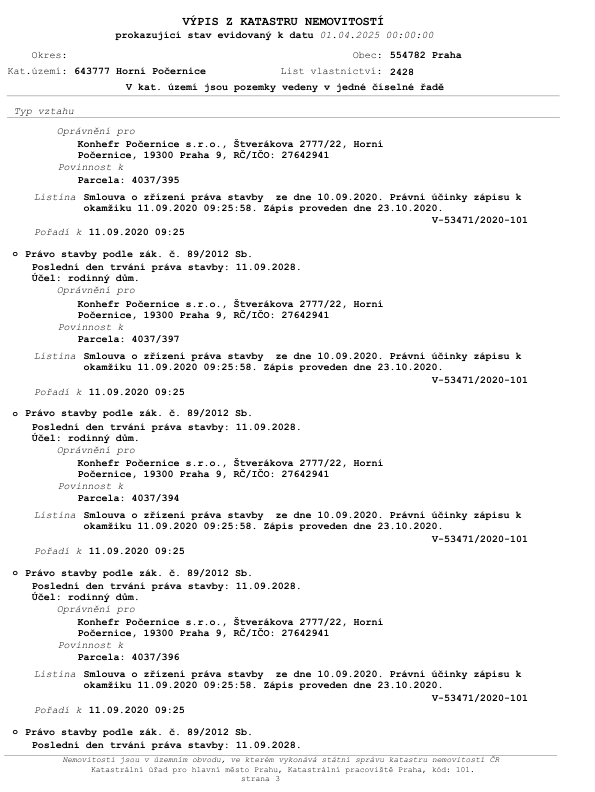 VÝPIS Z KATASTRU NEMOVITOSTÍ
prokazující stav evidovaný k datu 01.04.2025 00:00:00
Okres: Obec: 554782 Praha
Kat.území: 643777 Horní Počernice List vlastnictví: 2428
V kat. území jsou pozemky vedeny v jedné číselné řadě
Typ vztahu
Oprávnění pro
Konhefr Počernice s.r.o., Štverákova 2777/22, Horní
Počernice, 19300 Praha 9, RČ/IČO: 27642941
Povinnost k
Parcela: 4037/395
Listina Smlouva o zřízení práva stavby  ze dne 10.09.2020. Právní účinky zápisu k
okamžiku 11.09.2020 09:25:58. Zápis proveden dne 23.10.2020.
V-53471/2020-101
Pořadí k 11.09.2020 09:25
o Právo stavby podle zák. č. 89/2012 Sb.
Poslední den trvání práva stavby: 11.09.2028.
Účel: rodinný dům.
Oprávnění pro
Konhefr Počernice s.r.o., Štverákova 2777/22, Horní
Počernice, 19300 Praha 9, RČ/IČO: 27642941
Povinnost k
Parcela: 4037/397
Listina Smlouva o zřízení práva stavby  ze dne 10.09.2020. Právní účinky zápisu k
okamžiku 11.09.2020 09:25:58. Zápis proveden dne 23.10.2020.
V-53471/2020-101
Pořadí k 11.09.2020 09:25
o Právo stavby podle zák. č. 89/2012 Sb.
Poslední den trvání práva stavby: 11.09.2028.
Účel: rodinný dům.
Oprávnění pro
Konhefr Počernice s.r.o., Štverákova 2777/22, Horní
Počernice, 19300 Praha 9, RČ/IČO: 27642941
Povinnost k
Parcela: 4037/394
Listina Smlouva o zřízení práva stavby  ze dne 10.09.2020. Právní účinky zápisu k
okamžiku 11.09.2020 09:25:58. Zápis proveden dne 23.10.2020.
V-53471/2020-101
Pořadí k 11.09.2020 09:25
o Právo stavby podle zák. č. 89/2012 Sb.
Poslední den trvání práva stavby: 11.09.2028.
Účel: rodinný dům.
Oprávnění pro
Konhefr Počernice s.r.o., Štverákova 2777/22, Horní
Počernice, 19300 Praha 9, RČ/IČO: 27642941
Povinnost k
Parcela: 4037/396
Listina Smlouva o zřízení práva stavby  ze dne 10.09.2020. Právní účinky zápisu k
okamžiku 11.09.2020 09:25:58. Zápis proveden dne 23.10.2020.
V-53471/2020-101
Pořadí k 11.09.2020 09:25
o Právo stavby podle zák. č. 89/2012 Sb.
Poslední den trvání práva stavby: 11.09.2028.
Nemovitosti jsou v územním obvodu, ve kterém vykonává státní správu katastru nemovitostí ČR
Katastrální úřad pro hlavní město Prahu, Katastrální pracoviště Praha, kód: 101.
strana 3